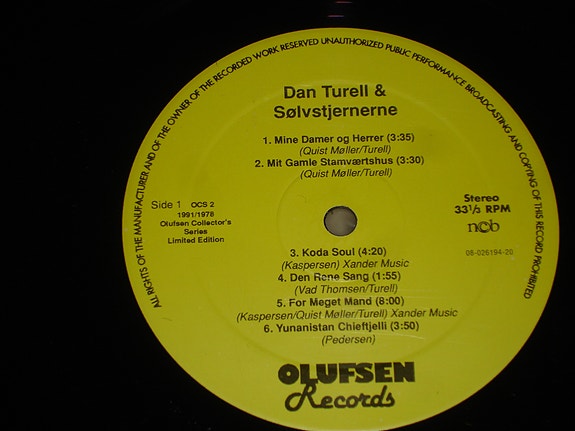 ALL RIGHTS OF THE MANUFACTURER AND OF THE OWNER OF THE RECORDED WORK RESERVED UNAUTHORIZED PUBLIC PERFORMANCE BROADCASTING AND COPYING OF THIS RECORD PROHIBITED
Dan Turell &
Sølvstjernerne
1. Mine Damer og Herrer (3:35)
(Quist Møller/Turell)
2. Mit Gamle Stamværtshus (3:30)
(Quist Møller/Turell)
Side 1 OCS 2
1991/1978
Olufsen Collector's
Series
Limited Edition
Stereo
33⅓ RPM
ncb
08-026194-20
3. Koda Soul (4:20)
(Kaspersen) Xander Music
4. Den Rene Sang (1:55)
(Vad Thomsen/Turell)
5. For Meget Mand (8:00)
(Kaspersen/Quist Møller/Turell) Xander Music
6. Yunanistan Chieftjelli (3:50)
(Pedersen)
OLUFSEN
Records